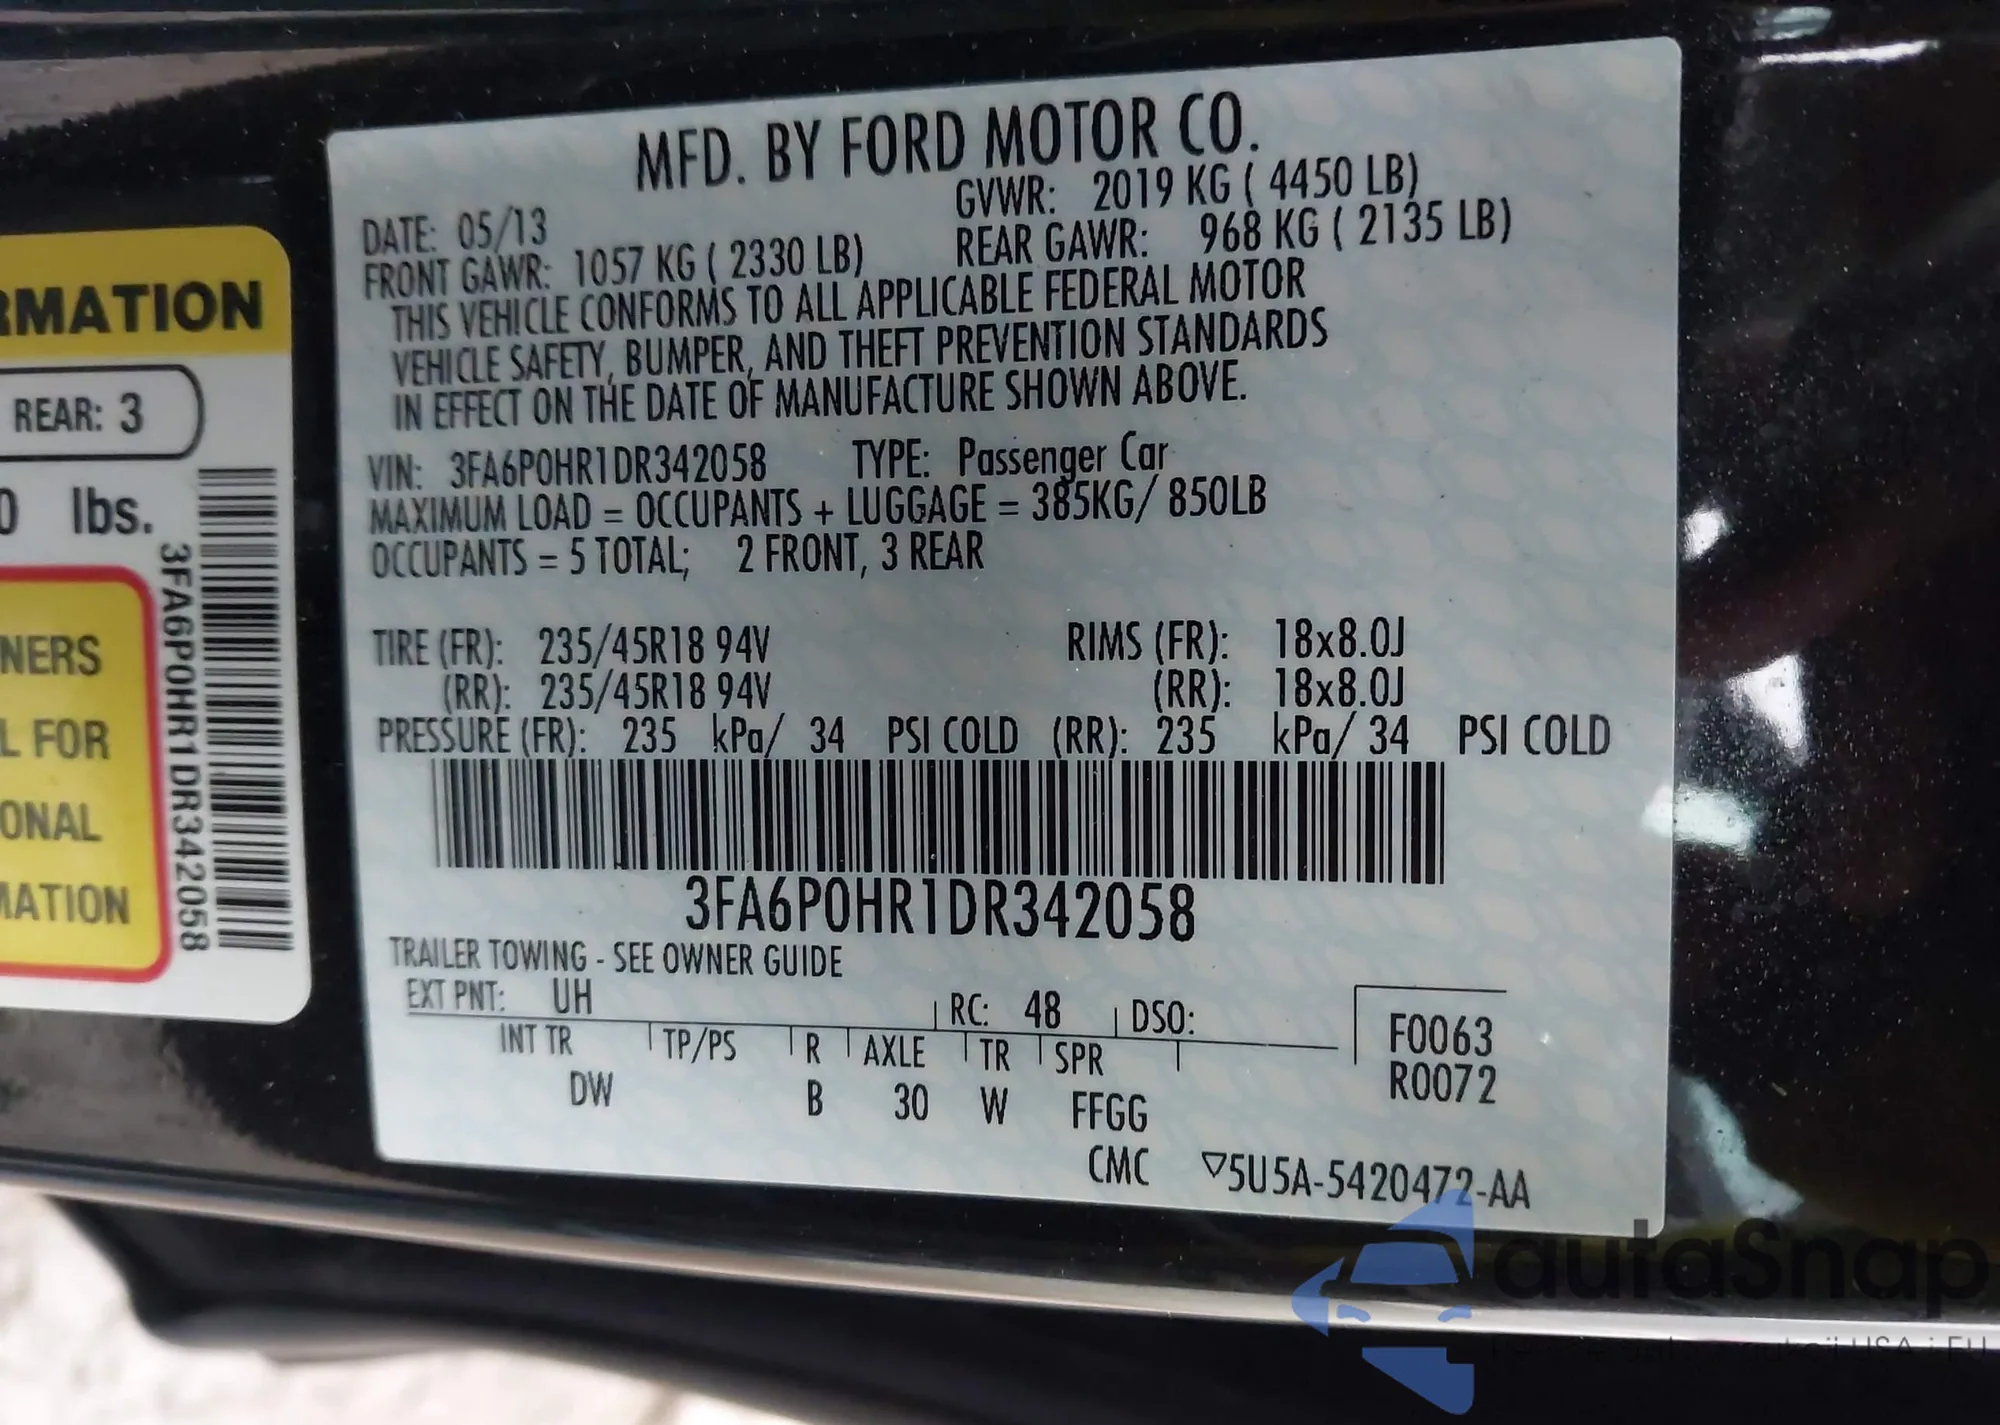 MFD. BY FORD MOTOR CO.
DATE: 05/13
GVWR: 2019 KG ( 4450 LB)
FRONT GAWR: 1057 KG ( 2330 LB)
REAR GAWR: 968 KG ( 2135 LB)
THIS VEHICLE CONFORMS TO ALL APPLICABLE FEDERAL MOTOR
VEHICLE SAFETY, BUMPER, AND THEFT PREVENTION STANDARDS
IN EFFECT ON THE DATE OF MANUFACTURE SHOWN ABOVE.
VIN: 3FA6P0HR1DR342058 TYPE: Passenger Car
MAXIMUM LOAD = OCCUPANTS + LUGGAGE = 385KG/ 850LB
OCCUPANTS = 5 TOTAL; 2 FRONT, 3 REAR
TIRE (FR): 235/45R18 94V RIMS (FR): 18x8.0J
(RR): 235/45R18 94V (RR): 18x8.0J
PRESSURE (FR): 235 kPa/ 34 PSI COLD (RR): 235 kPa/ 34 PSI COLD
3FA6P0HR1DR342058
TRAILER TOWING - SEE OWNER GUIDE
EXT PNT: UH RC: 48 DSO:
INT TR TP/PS R AXLE TR SPR
DW B 30 W FFGG
F0063
R0072
CMC ▽5U5A-5420472-AA
RMATION
REAR: 3
0 lbs.
NERS
L FOR
ONAL
MATION
3FA6P0HR1DR342058
autaSnap
USA i EU